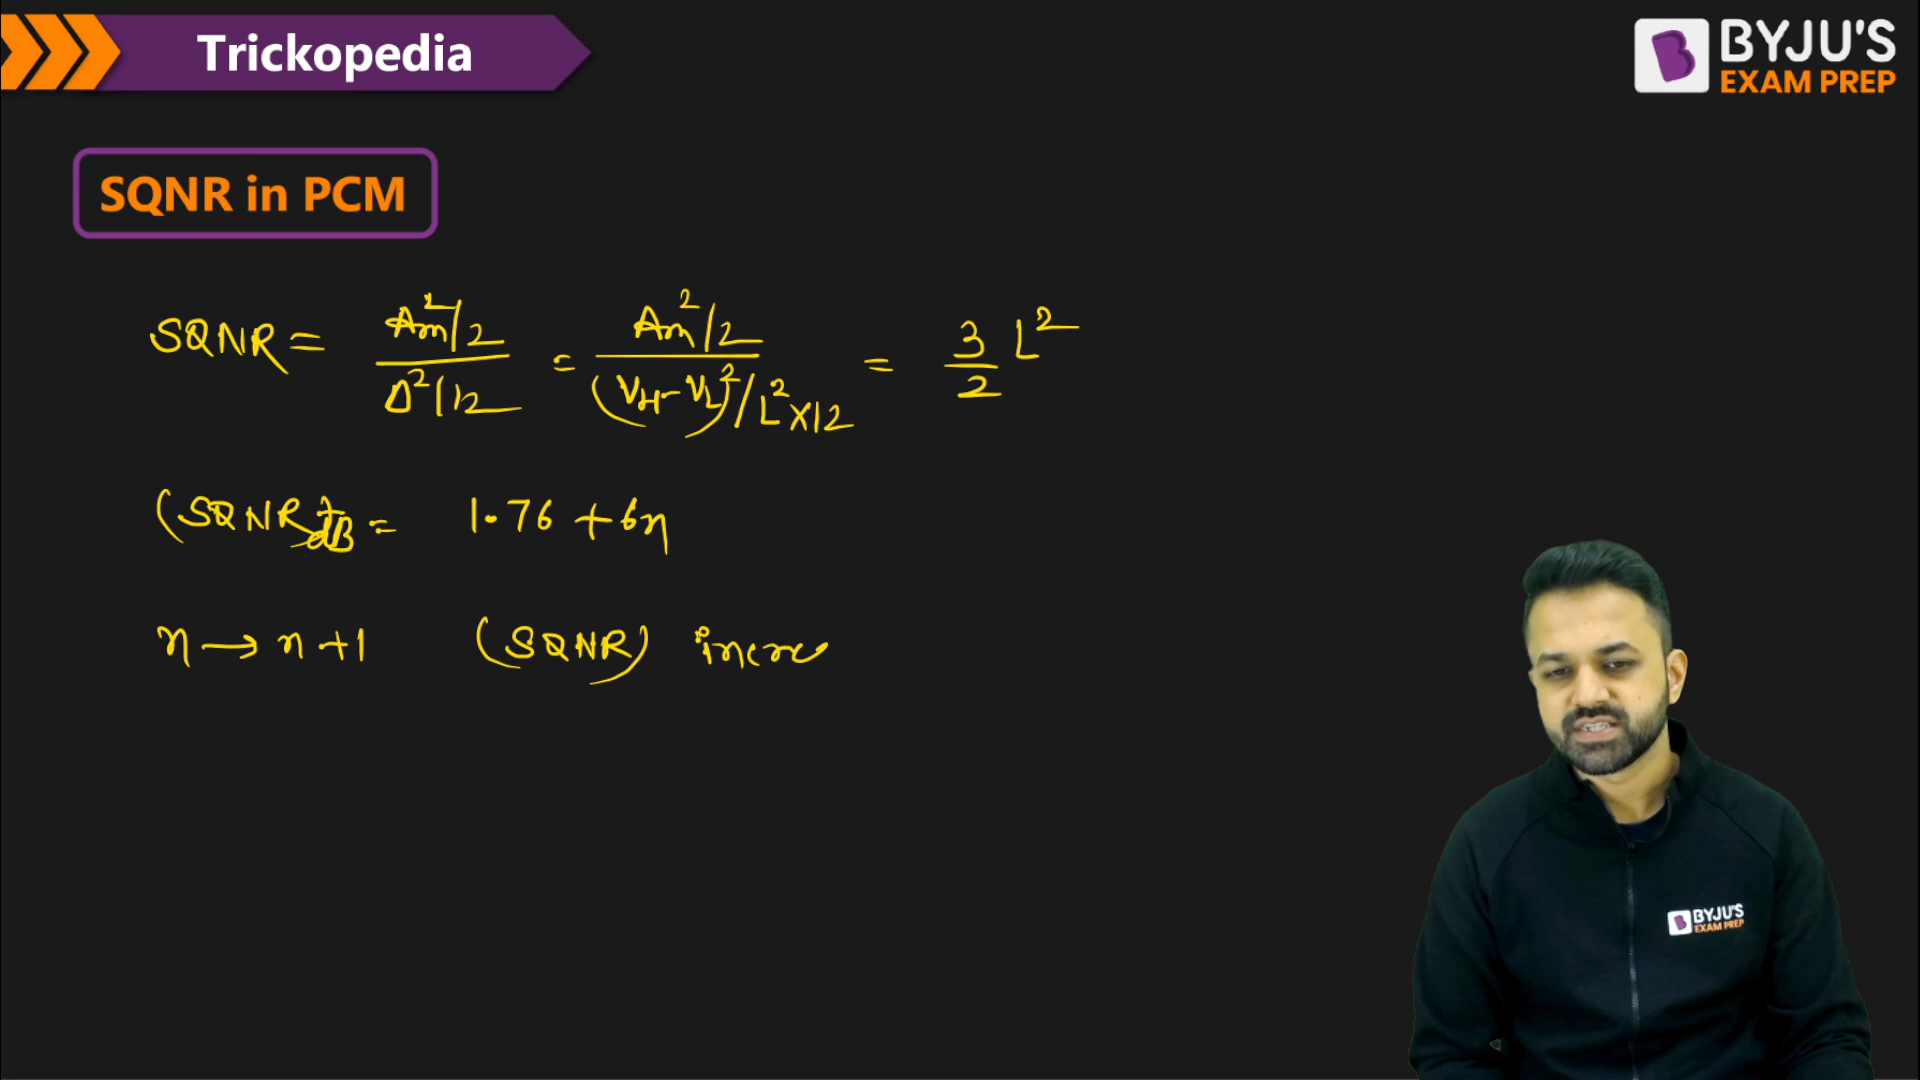 Trickopedia
BYJU'S
EXAM PREP
SQNR in PCM
SQNR = Am²/2 / Δ²/12 = Am²/2 / (VH-VL)²/L²×12 = 3/2 L²
(SQNR)dB = 1.76 + 6n
n → n+1 (SQNR) incre
BYJU'S
EXAM PREP